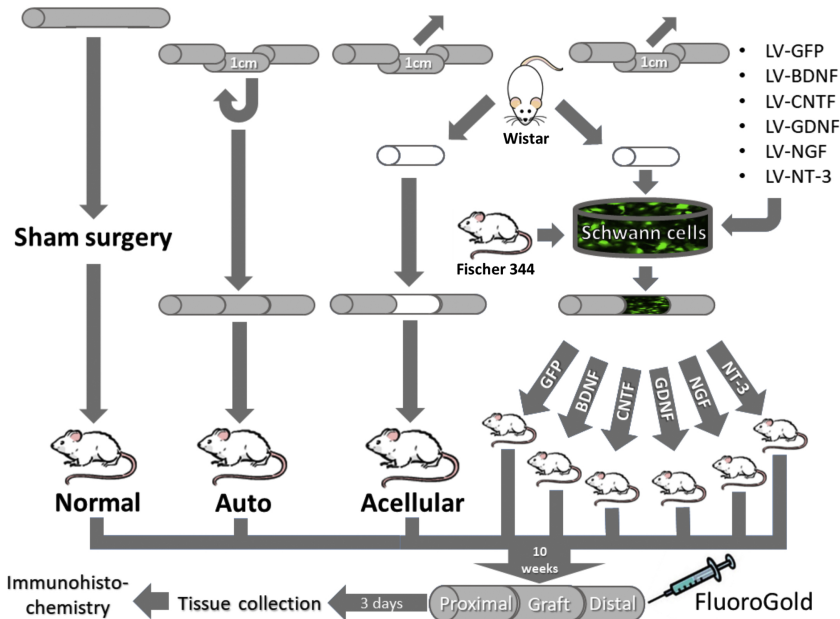 1cm
1cm
1cm
• LV-GFP
• LV-BDNF
• LV-CNTF
• LV-GDNF
• LV-NGF
• LV-NT-3
Wistar
Sham surgery
Schwann cells
Fischer 344
GFP
BDNF
CNTF
GDNF
NGF
NT-3
Normal
Auto
Acellular
10
weeks
Immunohisto-
chemistry
Tissue collection
3 days
Proximal
Graft
Distal
FluoroGold